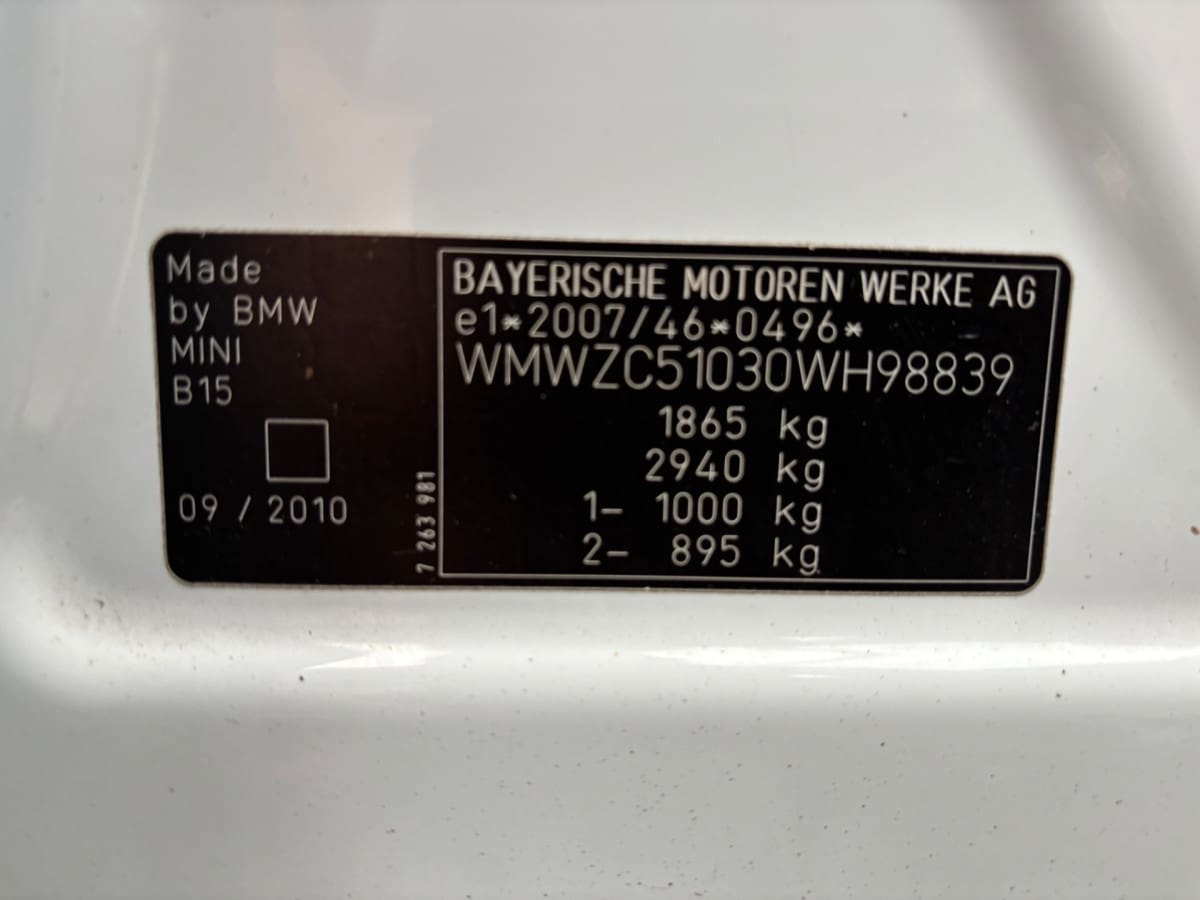 Made
by BMW
MINI
B15
09 / 2010
7 263 981
BAYERISCHE MOTOREN WERKE AG
e1*2007/46*0496*
WMWZC51030WH98839
1865 kg
2940 kg
1– 1000 kg
2– 895 kg